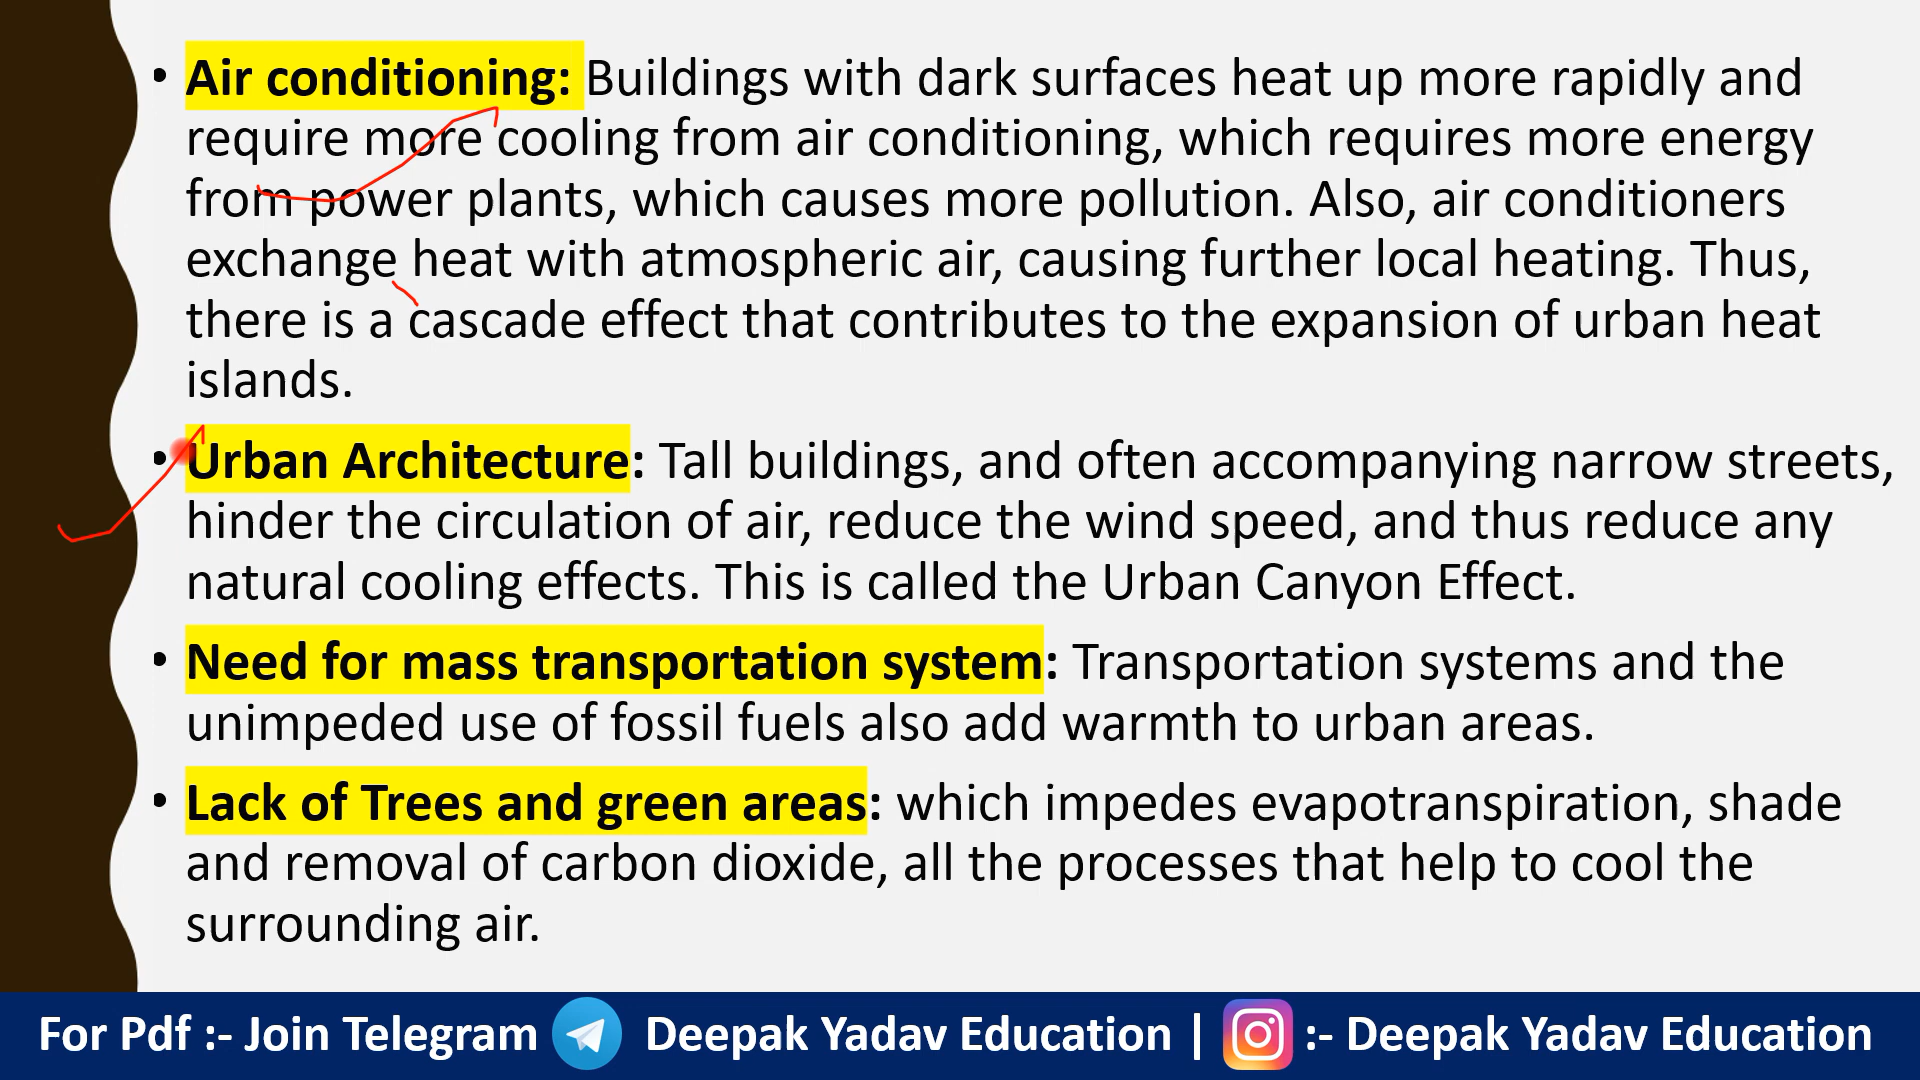 • Air conditioning: Buildings with dark surfaces heat up more rapidly and
require more cooling from air conditioning, which requires more energy
from power plants, which causes more pollution. Also, air conditioners
exchange heat with atmospheric air, causing further local heating. Thus,
there is a cascade effect that contributes to the expansion of urban heat
islands.
• Urban Architecture: Tall buildings, and often accompanying narrow streets,
hinder the circulation of air, reduce the wind speed, and thus reduce any
natural cooling effects. This is called the Urban Canyon Effect.
• Need for mass transportation system: Transportation systems and the
unimpeded use of fossil fuels also add warmth to urban areas.
• Lack of Trees and green areas: which impedes evapotranspiration, shade
and removal of carbon dioxide, all the processes that help to cool the
surrounding air.
For Pdf :- Join Telegram Deepak Yadav Education | :- Deepak Yadav Education